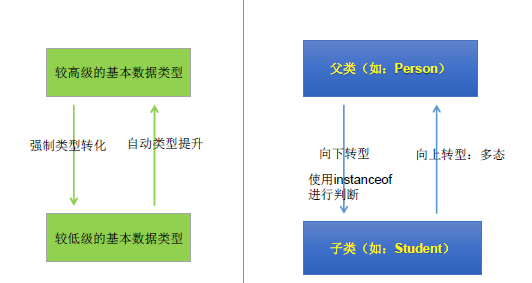 较高级的基本数据类型
强制类型转化
自动类型提升
较低级的基本数据类型
父类（如：Person）
向下转型
使用instanceof
进行判断
向上转型：多态
子类（如：Student）